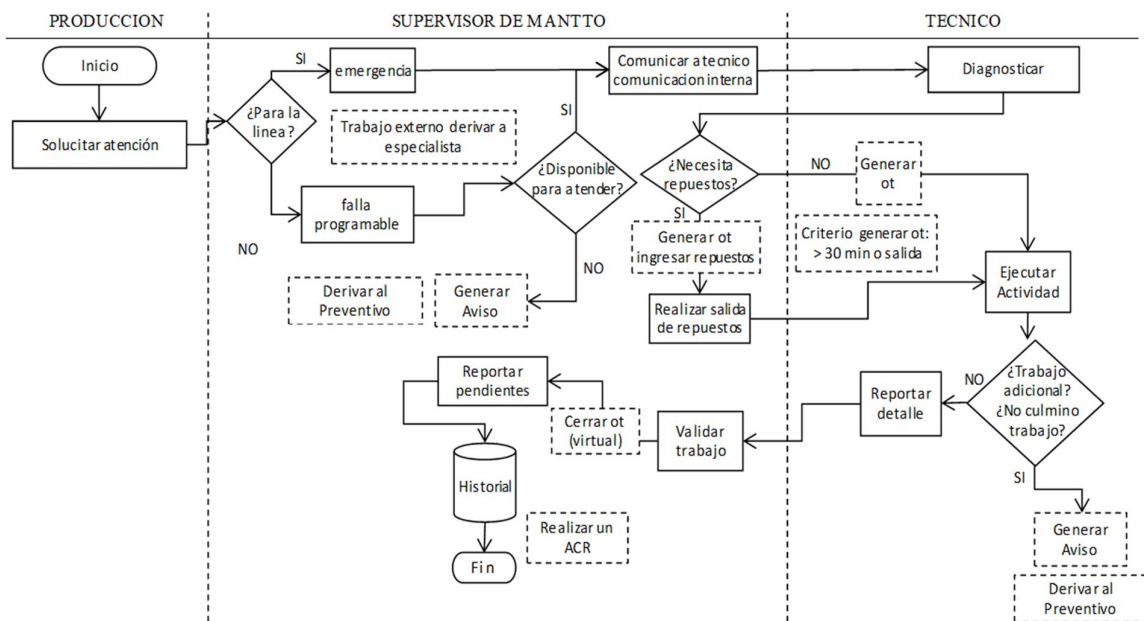 PRODUCCION
SUPERVISOR DE MANTTO
TECNICO
Inicio
Solucitar atención
¿Para la
linea?
SI
NO
emergencia
Trabajo externo derivar a
especialista
falla
programable
¿Disponible
para atender?
SI
NO
Derivar al
Preventivo
Generar
Aviso
Comunicar a tecnico
comunicacion interna
Diagnosticar
¿Necesita
repuestos?
NO
SI
Generar
ot
Generar ot
ingresar repuestos
Criterio generar ot:
> 30 min o salida
Realizar salida
de repuestos
Ejecutar
Actividad
¿Trabajo
adicional?
¿No culmino
trabajo?
NO
SI
Reportar
detalle
Validar
trabajo
Cerrar ot
(virtual)
Reportar
pendientes
Historial
Realizar un
ACR
Fin
Generar
Aviso
Derivar al
Preventivo